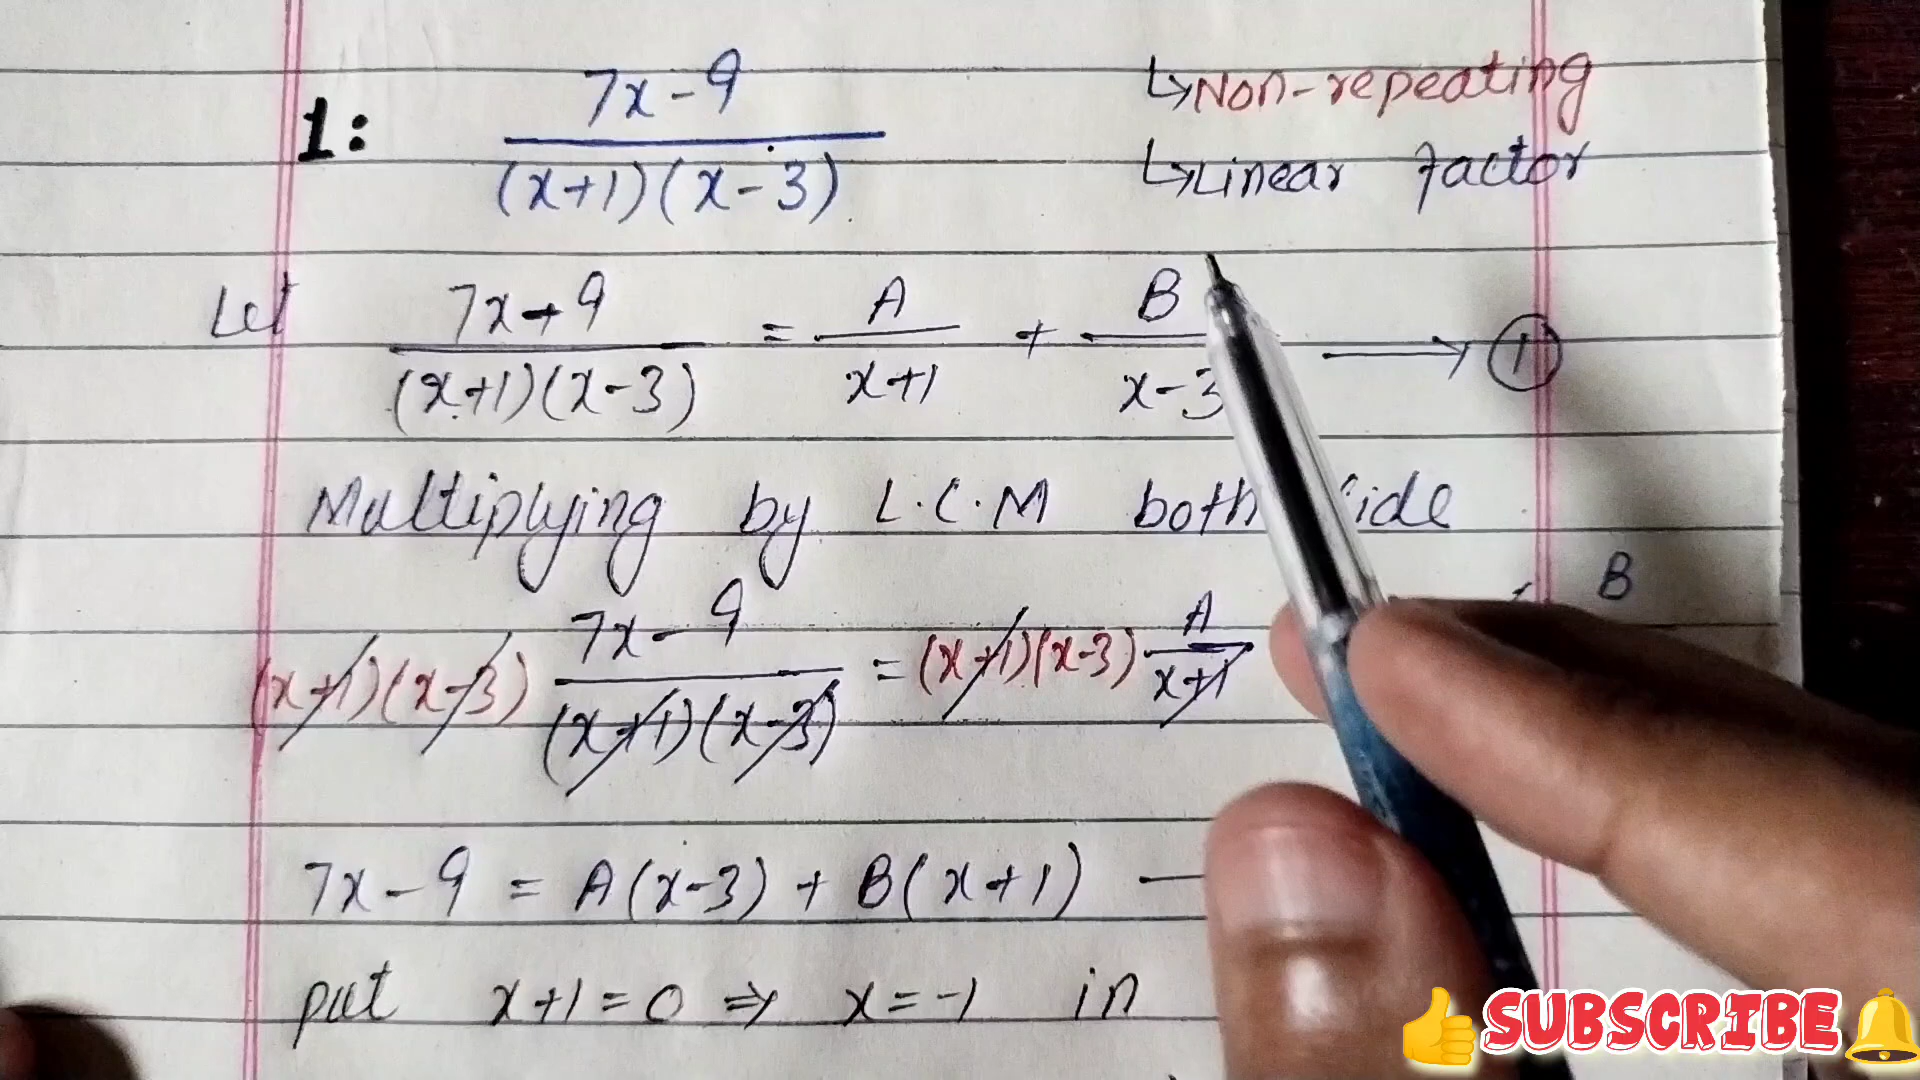 1: 7x-9 / (x+1)(x-3)
↳Non-repeating
↳Linear factor
Let 7x+9 / (x+1)(x-3) = A / x+1 + B / x-3 → ①
Multiplying by L.C.M both side
(x+1)(x-3) 7x-9 / (x+1)(x-3) = (x+1)(x-3) A / x+1 B
7x-9 = A(x-3) + B(x+1) —
put x+1=0 ⇒ x=-1 in
SUBSCRIBE